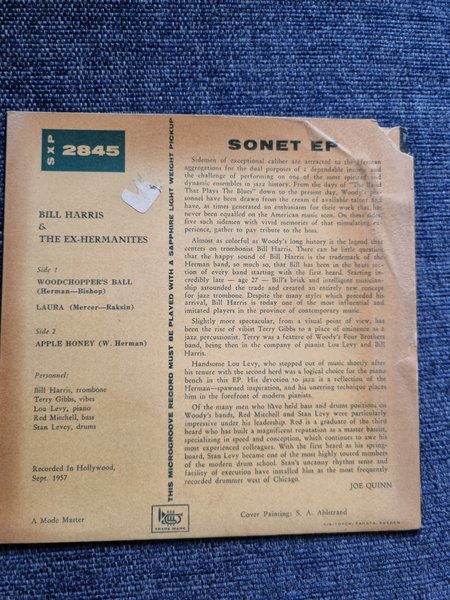 SXP 2845
BILL HARRIS
&
THE EX-HERMANITES
Side 1
WOODCHOPPER'S BALL
(Herman—Bishop)
LAURA (Mercer—Raksin)
Side 2
APPLE HONEY (W. Herman)
Personnel:
Bill Harris, trombone
Terry Gibbs, vibes
Lou Levy, piano
Red Mitchell, bass
Stan Levey, drums
Recorded In Hollywood,
Sept. 1957
A Mode Master
THIS MICROGROOVE RECORD MUST BE PLAYED WITH A SAPPHIRE LIGHT WEIGHT PICKUP
TRADE MARK
SONET EP
Sidemen of exceptional calibre are attracted to the Herman
aggregations for the dual purposes of a dependable income and
the challenge of performing on one of the most spirited and
dynamic ensembles in jazz history. From the days of "The Band
That Plays The Blues" down to the present day, Woody's per-
sonnel have been drawn from the cream of available talent and
have, at times generated an enthusiasm for their work that has
never been equalled on the American music scen. On these sides,
five such sidemen with vivid memories of that stimulating ex-
perience, gather to pay tribute to the boss.
Almost as colorful as Woody's long history is the legend that
centers on trombonist Bill Harris. There can be little question
that the happy sound of Bill Harris is the trademark of the
Herman band, so much so, that Bill has been in the brass sec-
tion of every band starting with the first heard. Starting in-
credibly late — age 27 — Bill's brisk and intelligent musician-
ship astounded the trade and created an entirely new concept
for jazz trombone. Despite the many styles which preceded his
arrival, Bill Harris is today one of the most influential and
imitated players in the province of contemporary music.
Slightly more spectacular, from a visual point of view, has
been the rise of vibist Terry Gibbs to a place of eminence as a
jazz percussionist. Terry was a feature of Woody's Four Brothers
band, being then in the company of pianist Lou Levy and Bill
Harris.
Handsome Lou Levy, who stepped out of music shortly after
his tenure with the second herd was a logical choice for the piano
bench in this EP. His devotion to jazz is a reflection of the
Herman—spawned inspiration, and his unerring technique places
him in the forefront of modern pianists.
Of the many men who have held bass and drums positions on
Woody's bands, Red Mitchell and Stan Levy were particularly
impressive under his leadership. Red is a graduate of the third
heard who has built a magnificent reputation as a master bassist,
specializing in speed and conception, which continues to awe
his most experienced colleagues. With the first heard as his spring-
board, Stan Levy became one of the most highly touted members
of the modern drum school. Stan's uncanny rhythm sense and
facility of execution have installed him as the most frequently
recorded drummer west of Chicago.
JOE QUINN
Cover Painting: S. A. Ahlstrand